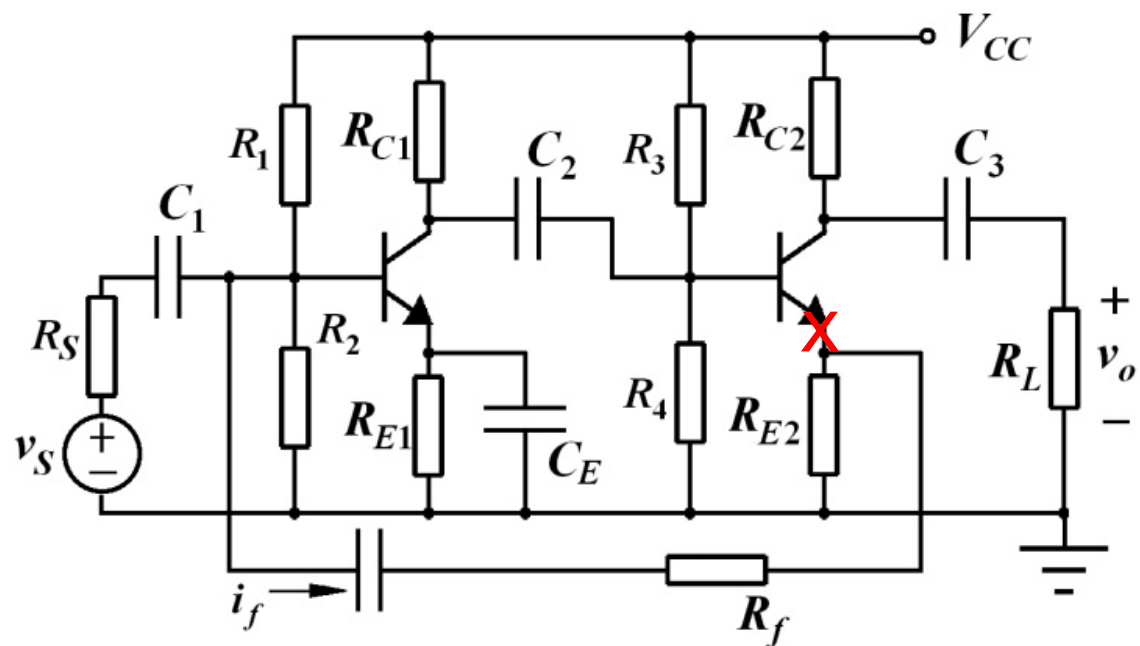 V_CC
R_1
R_C1
C_2
R_3
R_C2
C_3
C_1
R_S
R_2
R_E1
C_E
R_4
R_E2
X
R_L
+
v_o
−
v_S
+
−
i_f
R_f